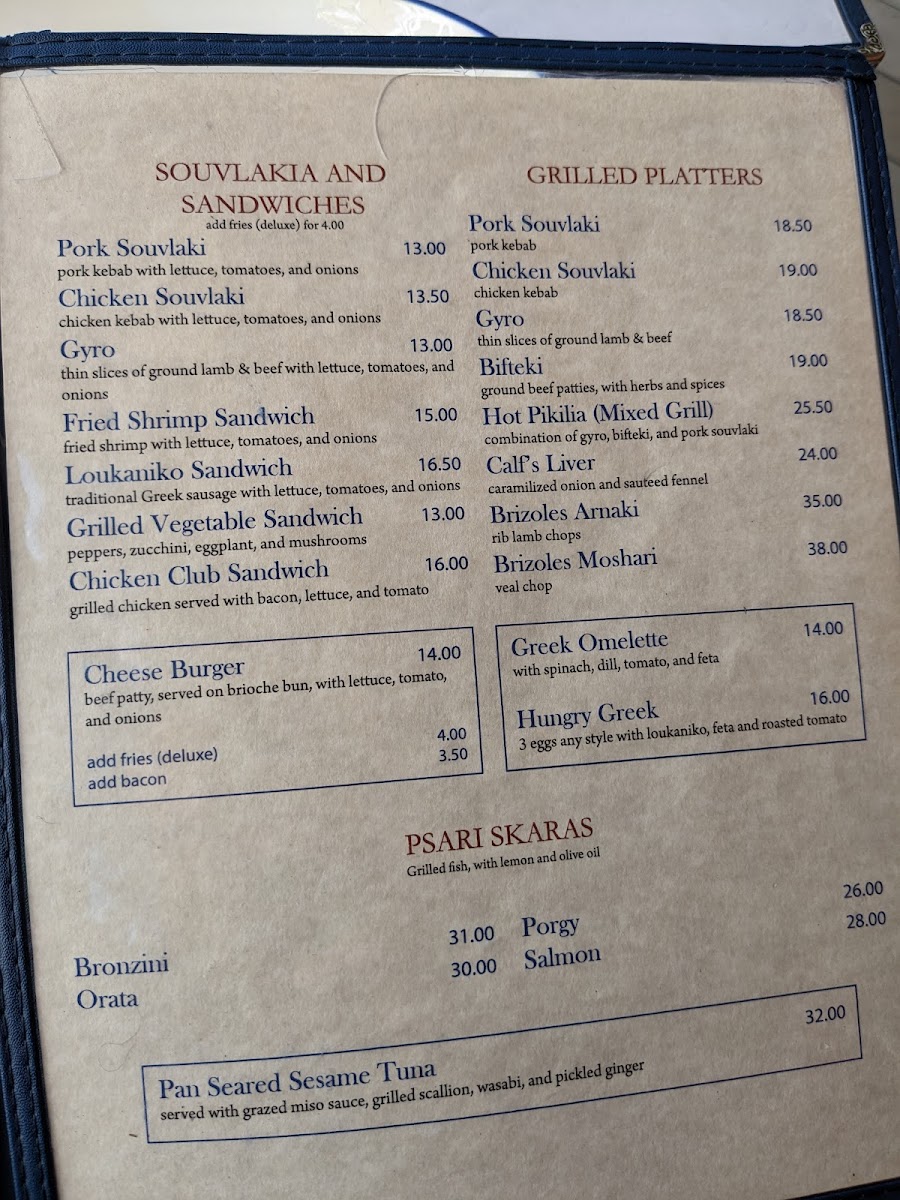 SOUVLAKIA AND
SANDWICHES
add fries (deluxe) for 4.00
Pork Souvlaki 13.00
pork kebab with lettuce, tomatoes, and onions
Chicken Souvlaki 13.50
chicken kebab with lettuce, tomatoes, and onions
Gyro 13.00
thin slices of ground lamb & beef with lettuce, tomatoes, and
onions
Fried Shrimp Sandwich 15.00
fried shrimp with lettuce, tomatoes, and onions
Loukaniko Sandwich 16.50
traditional Greek sausage with lettuce, tomatoes, and onions
Grilled Vegetable Sandwich 13.00
peppers, zucchini, eggplant, and mushrooms
Chicken Club Sandwich 16.00
grilled chicken served with bacon, lettuce, and tomato
Cheese Burger 14.00
beef patty, served on brioche bun, with lettuce, tomato,
and onions
add fries (deluxe) 4.00
add bacon 3.50
GRILLED PLATTERS
Pork Souvlaki 18.50
pork kebab
Chicken Souvlaki 19.00
chicken kebab
Gyro 18.50
thin slices of ground lamb & beef
Bifteki 19.00
ground beef patties, with herbs and spices
Hot Pikilia (Mixed Grill) 25.50
combination of gyro, bifteki, and pork souvlaki
Calf's Liver 24.00
caramilized onion and sauteed fennel
Brizoles Arnaki 35.00
rib lamb chops
Brizoles Moshari 38.00
veal chop
Greek Omelette 14.00
with spinach, dill, tomato, and feta
Hungry Greek 16.00
3 eggs any style with loukaniko, feta and roasted tomato
PSARI SKARAS
Grilled fish, with lemon and olive oil
Bronzini 31.00
Orata 30.00
Porgy 26.00
Salmon 28.00
Pan Seared Sesame Tuna 32.00
served with grazed miso sauce, grilled scallion, wasabi, and pickled ginger